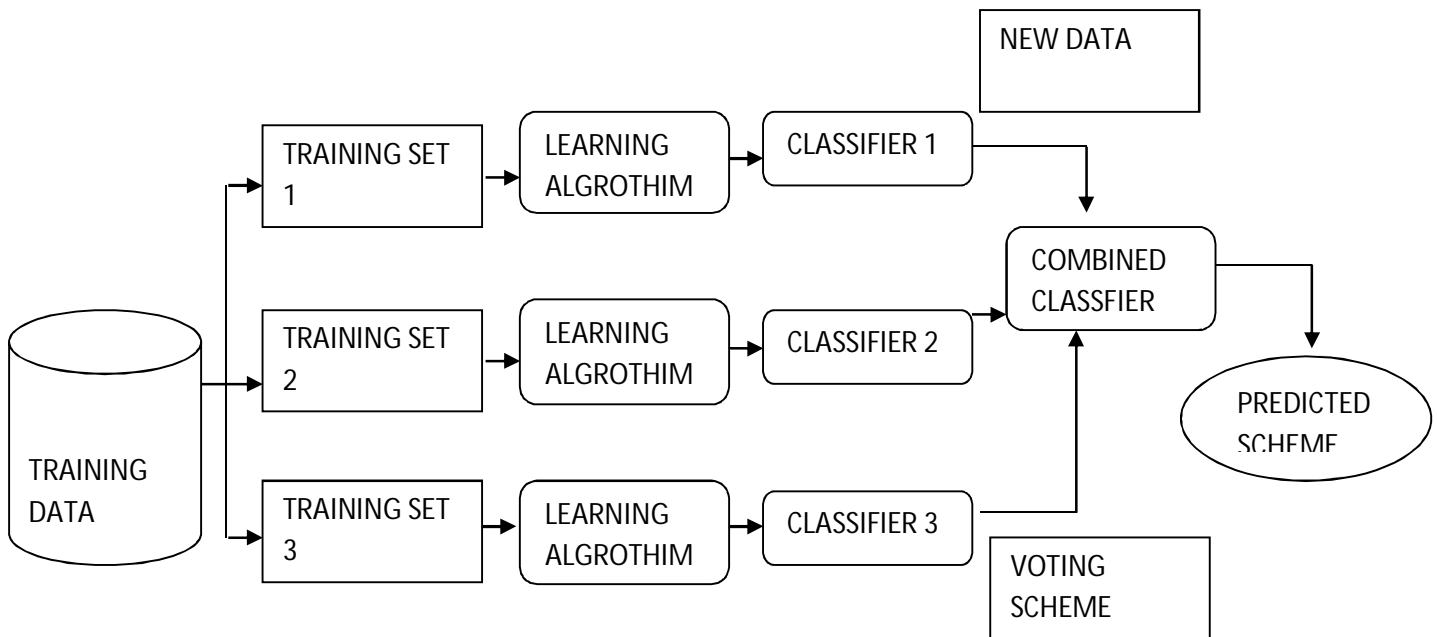 NEW DATA
TRAINING SET
1
LEARNING
ALGROTHIM
CLASSIFIER 1
COMBINED
CLASSFIER
TRAINING SET
2
LEARNING
ALGROTHIM
CLASSIFIER 2
PREDICTED
SCHEME
TRAINING
DATA
TRAINING SET
3
LEARNING
ALGROTHIM
CLASSIFIER 3
VOTING
SCHEME